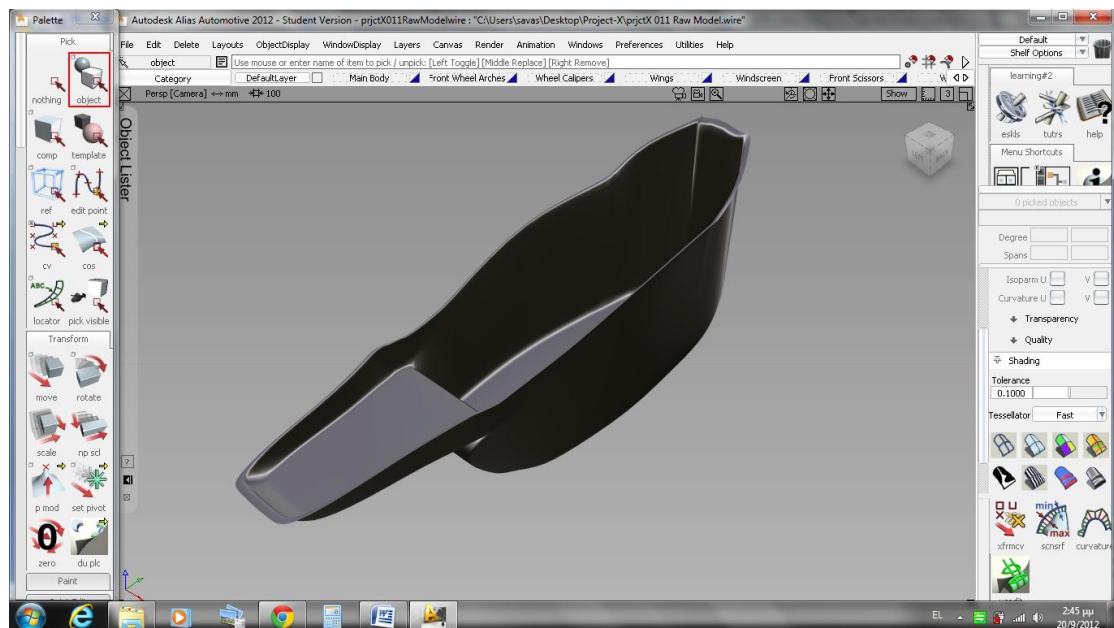 Palette
Autodesk Alias Automotive 2012 - Student Version - prjctX011RawModelwire : "C:\Users\savas\Desktop\Project-X\prjctX 011 Raw Model.wire"
Pick
File Edit Delete Layouts ObjectDisplay WindowDisplay Layers Canvas Render Animation Windows Preferences Utilities Help
object Use mouse or enter name of item to pick / unpick: [Left Toggle] [Middle Replace] [Right Remove]
Category DefaultLayer Main Body Front Wheel Arches Wheel Calipers Wings Windscreen Front Scissors W
Persp [Camera] <-> mm 100 Show 3
nothing object
comp template
ref edit point
cv cos
ABC
locator pick visible
Transform
move rotate
scale np scl
p mod set pivot
0
zero du plc
Paint
Object Lister
?
LEFT BACK
Default
Shelf Options
learning#2
eskls tutrs help
Menu Shortcuts
0 picked objects
Degree
Spans
Isoparm U V
Curvature U V
Transparency
Quality
Shading
Tolerance
0.1000
Tessellator Fast
min
max
xfrmcv scnsrf curvature
EL
2:45 μμ
20/9/2012